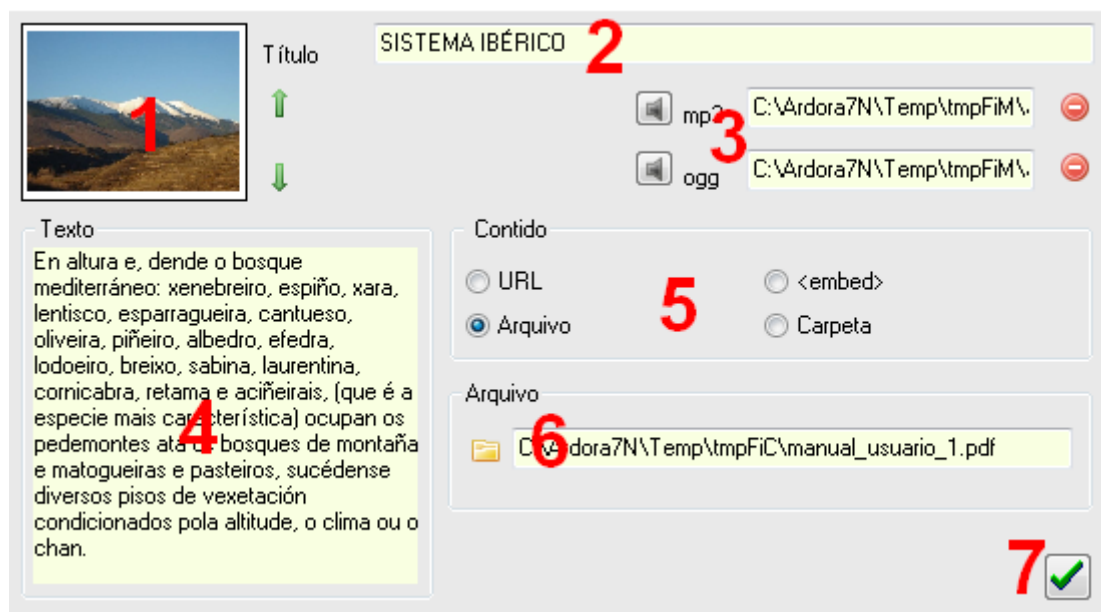 1
Título
SISTEMA IBÉRICO
2
mp3
C:\Ardora7N\Temp\tmpFiM\
3
ogg
C:\Ardora7N\Temp\tmpFiM\
Texto
En altura e, dende o bosque
mediterráneo: xenebreiro, espiño, xara,
lentisco, esparragueira, cantueso,
oliveira, piñeiro, albedro, efedra,
lodoeiro, breixo, sabina, laurentina,
cornicabra, retama e aciñeirais, (que é a
especie mais característica) ocupan os
pedemontes ata os bosques de montaña
e matogueiras e pasteiros, sucédense
diversos pisos de vexetación
condicionados pola altitude, o clima ou o
chan.
4
Contido
URL
<embed>
5
Arquivo
Carpeta
Arquivo
6
C:\Ardora7N\Temp\tmpFiC\manual_usuario_1.pdf
7